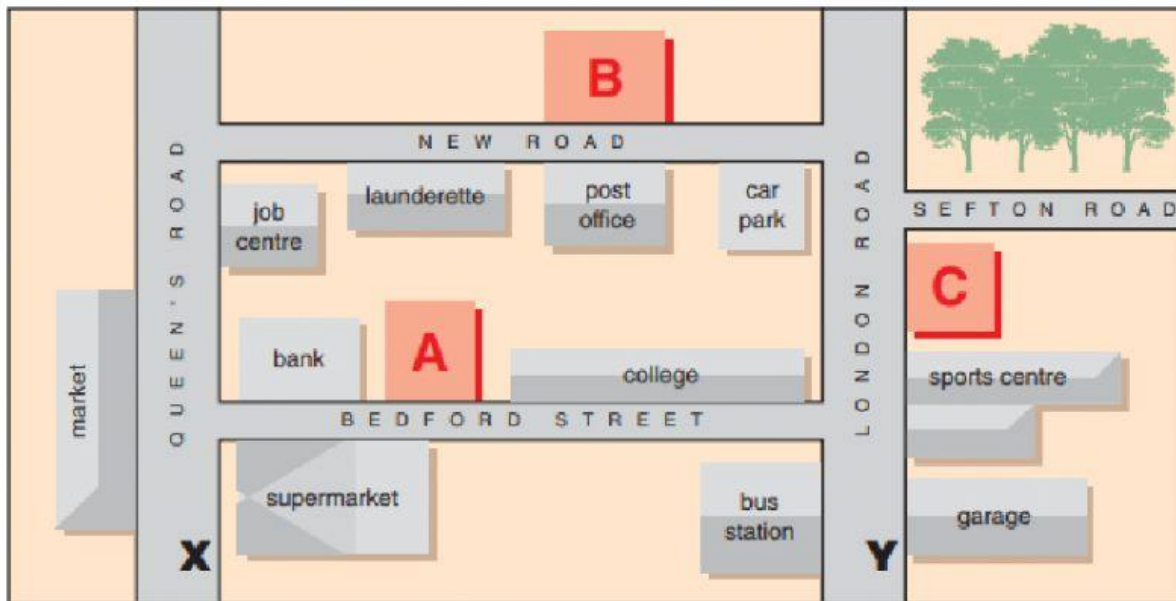 B
NEW ROAD
QUEEN'S ROAD
LONDON ROAD
SEFTON ROAD
job
centre
launderette
post
office
car
park
C
bank
A
college
sports centre
market
BEDFORD STREET
supermarket
bus
station
garage
X
Y